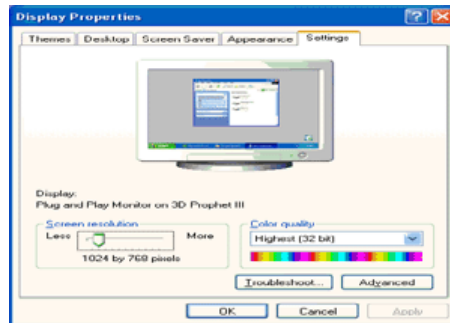 Display Properties
Themes Desktop Screen Saver Appearance Settings
Display:
Plug and Play Monitor on 3D Prophet III
Screen resolution
Less More
1024 by 768 pixels
Color quality
Highest (32 bit)
Troubleshoot... Advanced
OK Cancel Apply